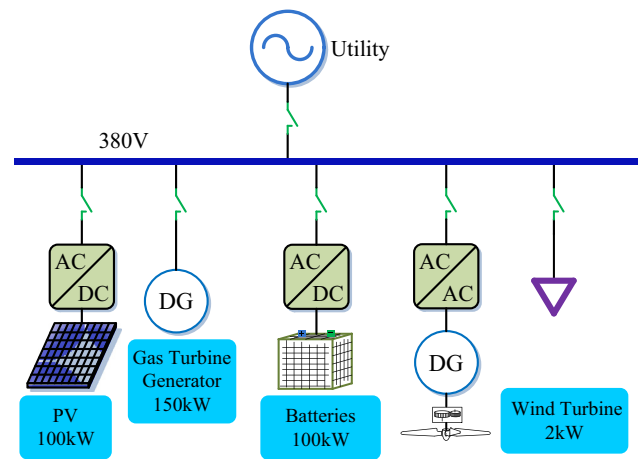 Utility
380V
AC
DC
DG
AC
DC
AC
AC
DG
Gas Turbine
Generator
150kW
PV
100kW
Batteries
100kW
Wind Turbine
2kW